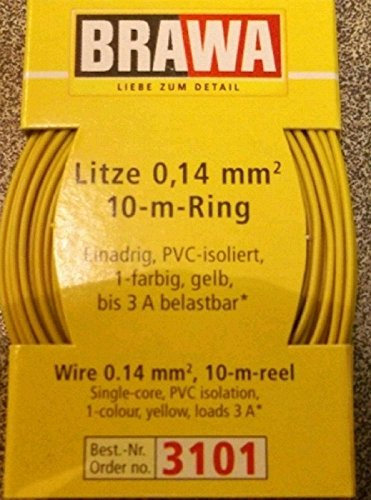 BRAWA
LIEBE ZUM DETAIL
Litze 0,14 mm²
10-m-Ring
Einadrig, PVC-isoliert,
1-farbig, gelb,
bis 3 A belastbar*
Wire 0.14 mm², 10-m-reel
Single-core, PVC isolation,
1-colour, yellow, loads 3 A*
Best.-Nr.
Order no.
3101